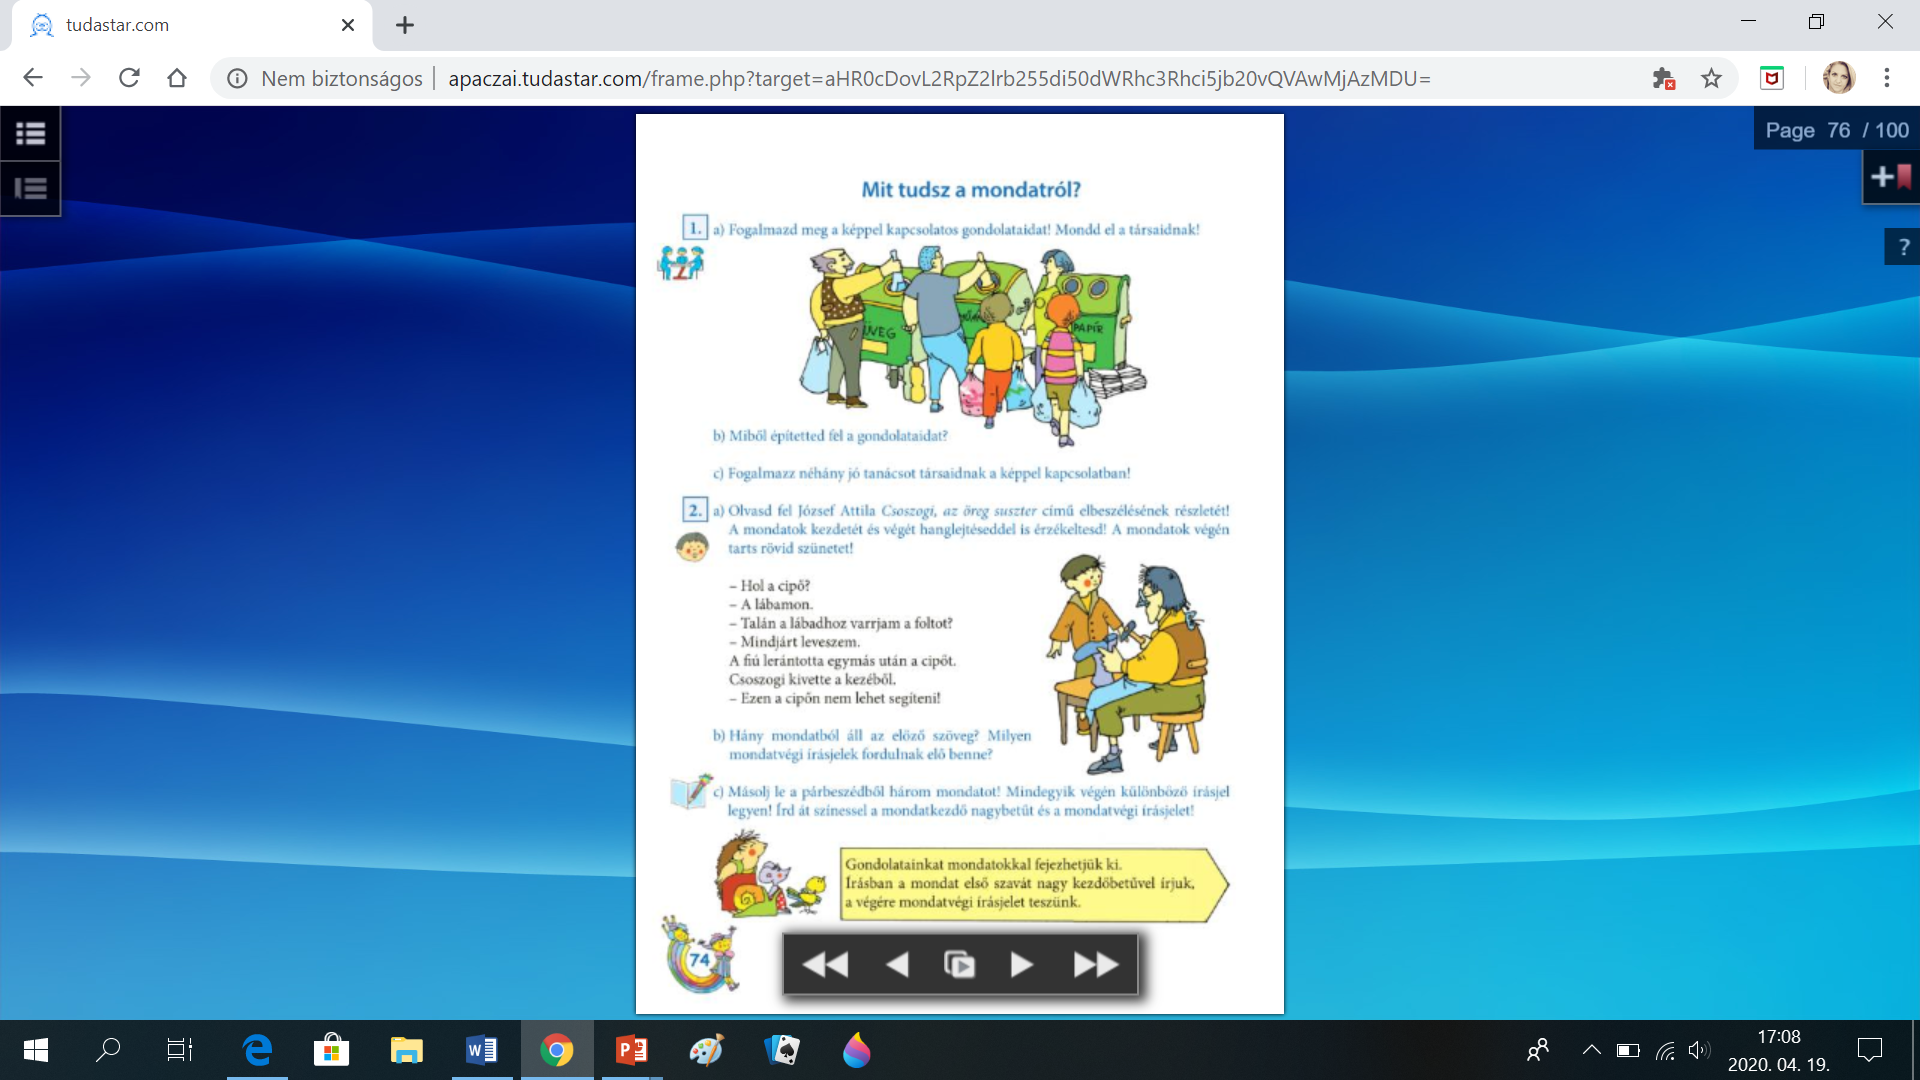 tudastar.com
Nem biztonságos
apaczai.tudastar.com/frame.php?target=aHR0cDovL2RpZ2lrb255di50dWRhc3Rhci5jb20vQVAwMjAzMDU=
Page 76 / 100
?
Mit tudsz a mondatról?
1. a) Fogalmazd meg a képpel kapcsolatos gondolataidat! Mondd el a társaidnak!
ÜVEG
PAPÍR
b) Miből építetted fel a gondolataidat?
c) Fogalmazz néhány jó tanácsot társaidnak a képpel kapcsolatban!
2. a) Olvasd fel József Attila Csoszogi, az öreg suszter című elbeszélésének részletét!
A mondatok kezdetét és végét hanglejtéseddel is érzékeltesd! A mondatok végén
tarts rövid szünetet!
– Hol a cipő?
– A lábamon.
– Talán a lábadhoz varrjam a foltot?
– Mindjárt leveszem.
A fiú lerántotta egymás után a cipőt.
Csoszogi kivette a kezéből.
– Ezen a cipőn nem lehet segíteni!
b) Hány mondatból áll az előző szöveg? Milyen
mondatvégi írásjelek fordulnak elő benne?
c) Másolj le a párbeszédből három mondatot! Mindegyik végén különböző írásjel
legyen! Írd át színessel a mondatkezdő nagybetűt és a mondatvégi írásjelet!
Gondolatainkat mondatokkal fejezhetjük ki.
Írásban a mondat első szavát nagy kezdőbetűvel írjuk,
a végére mondatvégi írásjelet teszünk.
74
17:08
2020. 04. 19.